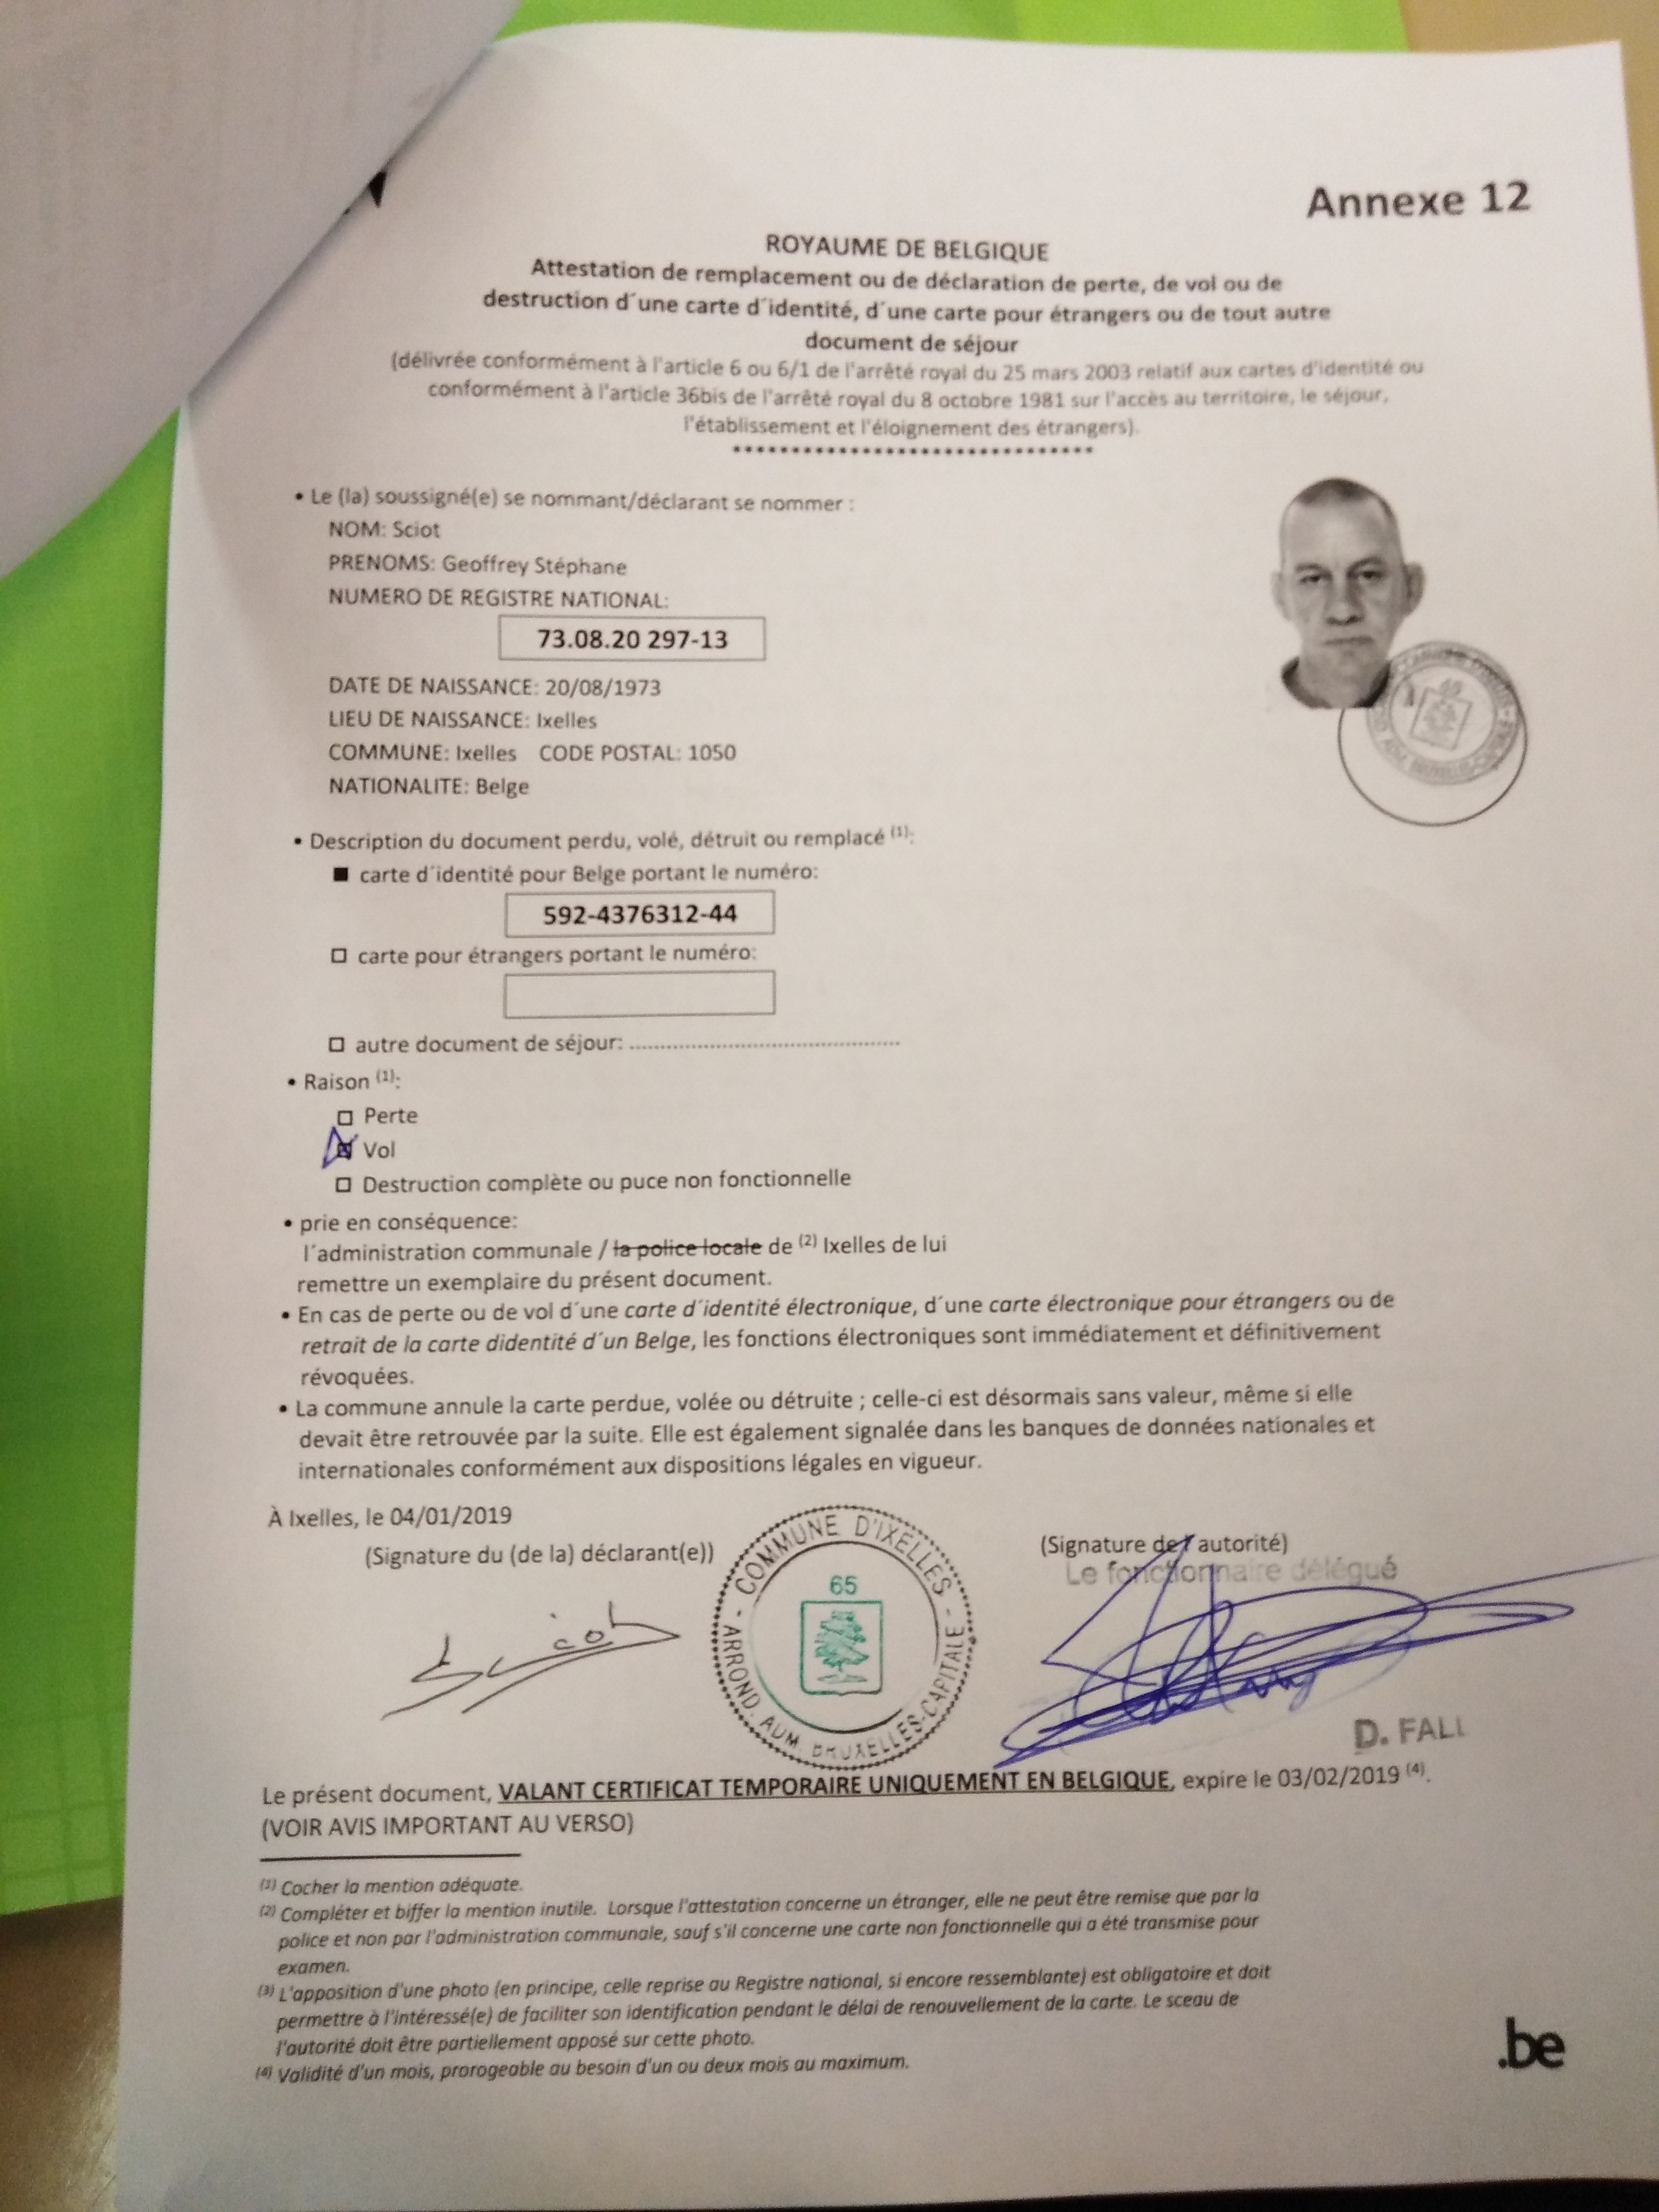 Annexe 12
ROYAUME DE BELGIQUE
Attestation de remplacement ou de déclaration de perte, de vol ou de
destruction d´une carte d´identité, d´une carte pour étrangers ou de tout autre
document de séjour
(délivrée conformément à l'article 6 ou 6/1 de l'arrêté royal du 25 mars 2003 relatif aux cartes d'identité ou
conformément à l'article 36bis de l'arrêté royal du 8 octobre 1981 sur l'accès au territoire, le séjour,
l'établissement et l'éloignement des étrangers).
• Le (la) soussigné(e) se nommant/déclarant se nommer :
NOM: Sciot
PRENOMS: Geoffrey Stéphane
NUMERO DE REGISTRE NATIONAL:
73.08.20 297-13
DATE DE NAISSANCE: 20/08/1973
LIEU DE NAISSANCE: Ixelles
COMMUNE: Ixelles CODE POSTAL: 1050
NATIONALITE: Belge
• Description du document perdu, volé, détruit ou remplacé (1):
■ carte d´identité pour Belge portant le numéro:
592-4376312-44
□ carte pour étrangers portant le numéro:
□ autre document de séjour: ............................................
• Raison (1):
□ Perte
☒ Vol
□ Destruction complète ou puce non fonctionnelle
• prie en conséquence:
l´administration communale / la police locale de (2) Ixelles de lui
remettre un exemplaire du présent document.
• En cas de perte ou de vol d´une carte d´identité électronique, d´une carte électronique pour étrangers ou de
retrait de la carte didentité d´un Belge, les fonctions électroniques sont immédiatement et définitivement
révoquées.
• La commune annule la carte perdue, volée ou détruite ; celle-ci est désormais sans valeur, même si elle
devait être retrouvée par la suite. Elle est également signalée dans les banques de données nationales et
internationales conformément aux dispositions légales en vigueur.
À Ixelles, le 04/01/2019
(Signature du (de la) déclarant(e))
COMMUNE D'IXELLES - ARROND. ADM. BRUXELLES-CAPITALE -
65
(Signature de l'autorité)
Le fonctionnaire délégué
D. FALL
Le présent document, VALANT CERTIFICAT TEMPORAIRE UNIQUEMENT EN BELGIQUE, expire le 03/02/2019 (4).
(VOIR AVIS IMPORTANT AU VERSO)
(1) Cocher la mention adéquate.
(2) Compléter et biffer la mention inutile. Lorsque l'attestation concerne un étranger, elle ne peut être remise que par la
police et non par l'administration communale, sauf s'il concerne une carte non fonctionnelle qui a été transmise pour
examen.
(3) L'apposition d'une photo (en principe, celle reprise au Registre national, si encore ressemblante) est obligatoire et doit
permettre à l'intéressé(e) de faciliter son identification pendant le délai de renouvellement de la carte. Le sceau de
l'autorité doit être partiellement apposé sur cette photo.
(4) Validité d'un mois, prorogeable au besoin d'un ou deux mois au maximum.
.be